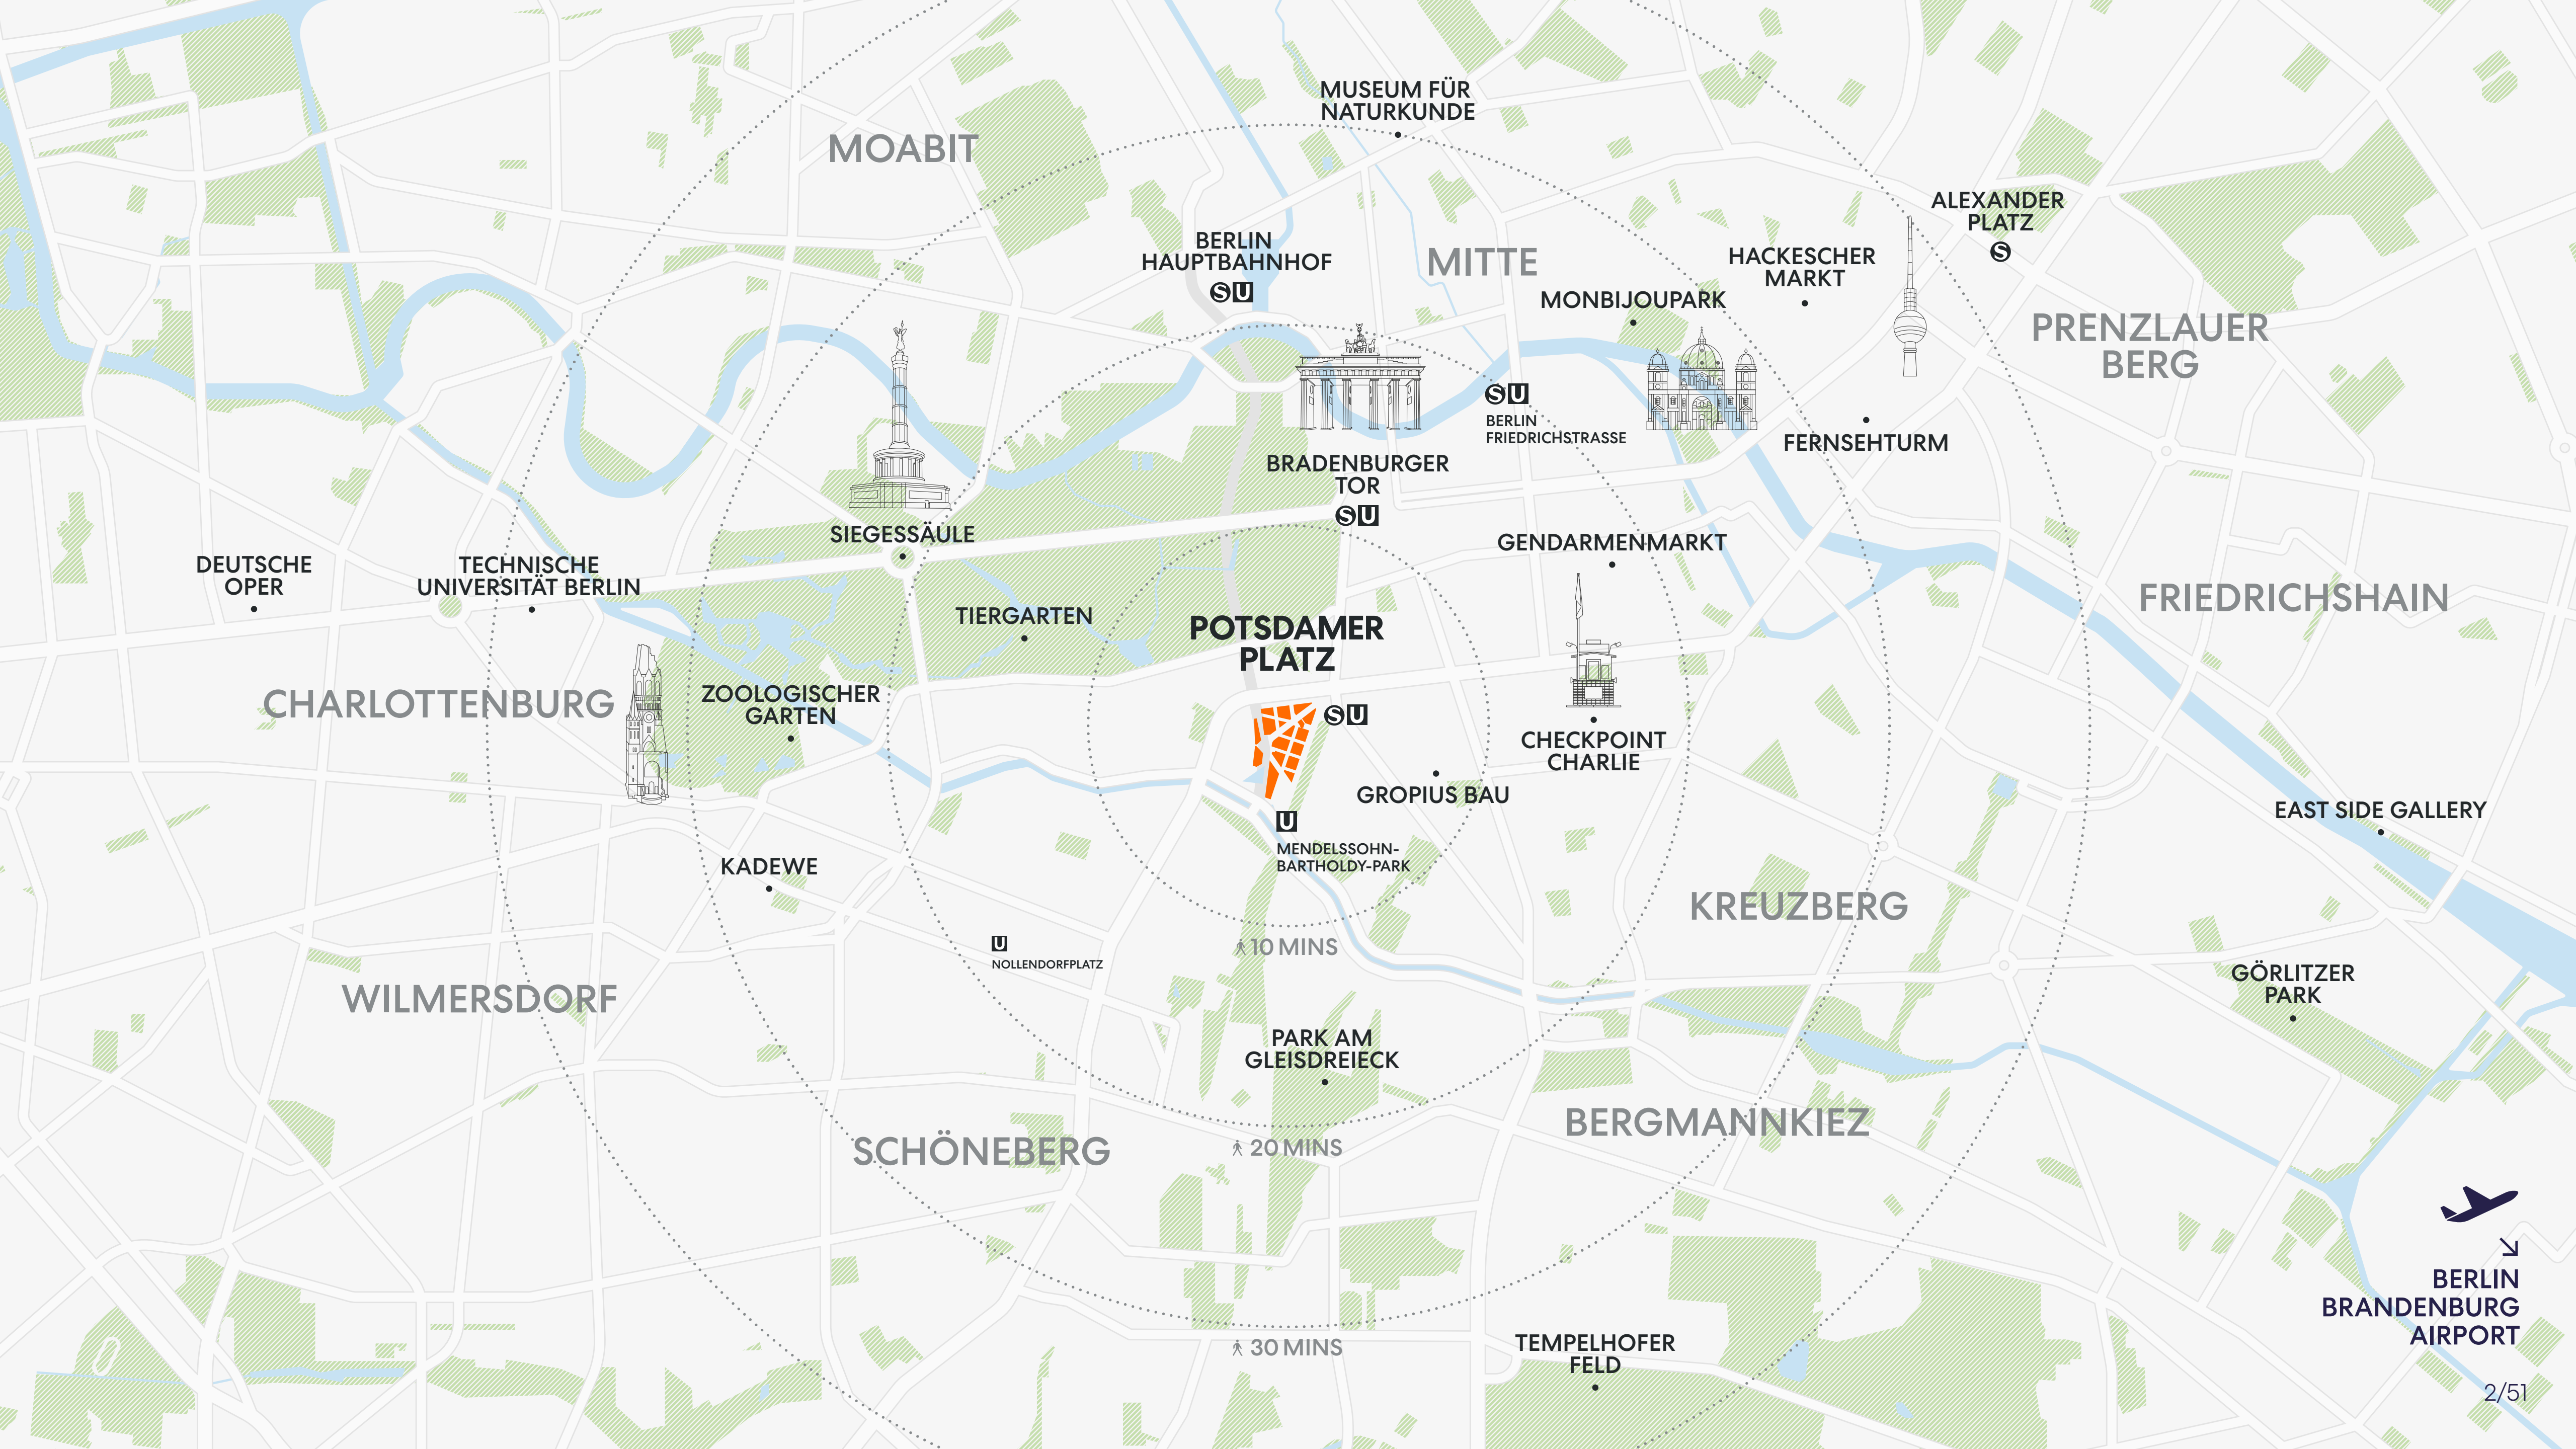 MUSEUM FÜR
NATURKUNDE
MOABIT
ALEXANDER
PLATZ
S
BERLIN
HAUPTBAHNHOF
S U
MITTE
HACKESCHER
MARKT
MONBIJOUPARK
PRENZLAUER
BERG
S U
BERLIN
FRIEDRICHSTRASSE
FERNSEHTURM
BRADENBURGER
TOR
S U
SIEGESSÄULE
GENDARMENMARKT
DEUTSCHE
OPER
TECHNISCHE
UNIVERSITÄT BERLIN
FRIEDRICHSHAIN
TIERGARTEN
POTSDAMER
PLATZ
CHARLOTTENBURG
ZOOLOGISCHER
GARTEN
S U
CHECKPOINT
CHARLIE
GROPIUS BAU
EAST SIDE GALLERY
U
MENDELSSOHN-
BARTHOLDY-PARK
KADEWE
KREUZBERG
U
NOLLENDORFPLATZ
10 MINS
GÖRLITZER
PARK
WILMERSDORF
PARK AM
GLEISDREIECK
BERGMANNKIEZ
SCHÖNEBERG
20 MINS
BERLIN
BRANDENBURG
AIRPORT
30 MINS
TEMPELHOFER
FELD
2/51